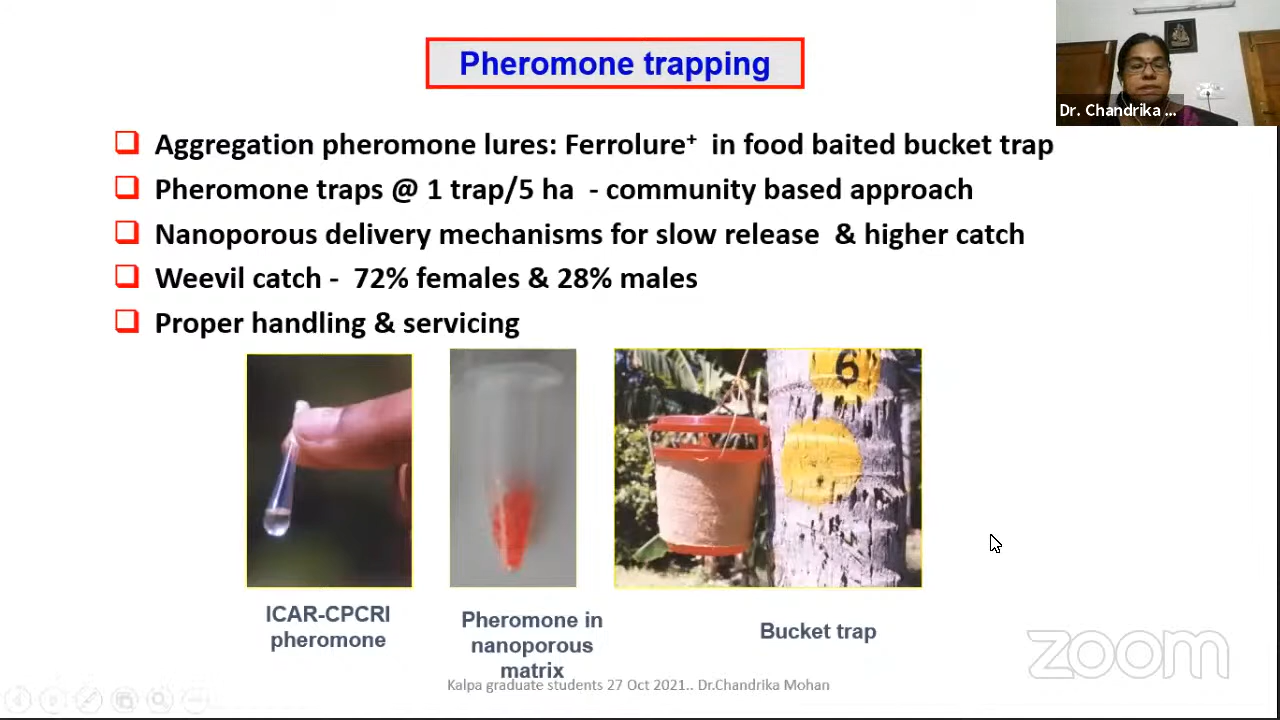 Pheromone trapping
Dr. Chandrika ...
Aggregation pheromone lures: Ferrolure⁺ in food baited bucket trap
Pheromone traps @ 1 trap/5 ha - community based approach
Nanoporous delivery mechanisms for slow release & higher catch
Weevil catch - 72% females & 28% males
Proper handling & servicing
6
ICAR-CPCRI
pheromone
Pheromone in
nanoporous
matrix
Bucket trap
zoom
Kalpa graduate students 27 Oct 2021.. Dr.Chandrika Mohan